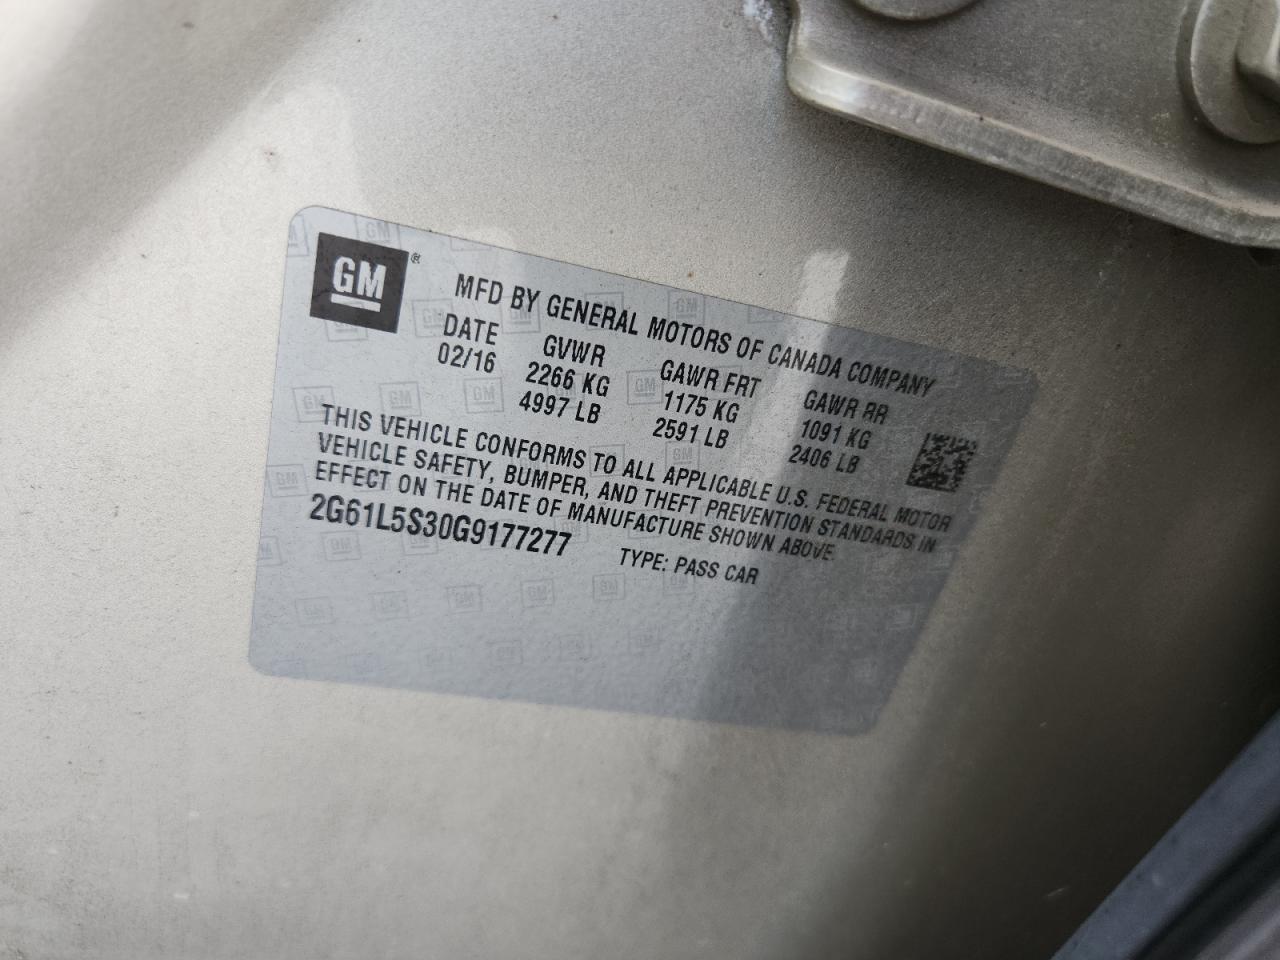 GM®
MFD BY GENERAL MOTORS OF CANADA COMPANY
DATE GVWR GAWR FRT GAWR RR
02/16 2266 KG 1175 KG 1091 KG
4997 LB 2591 LB 2406 LB
THIS VEHICLE CONFORMS TO ALL APPLICABLE U.S. FEDERAL MOTOR
VEHICLE SAFETY, BUMPER, AND THEFT PREVENTION STANDARDS IN
EFFECT ON THE DATE OF MANUFACTURE SHOWN ABOVE.
2G61L5S30G9177277 TYPE: PASS CAR